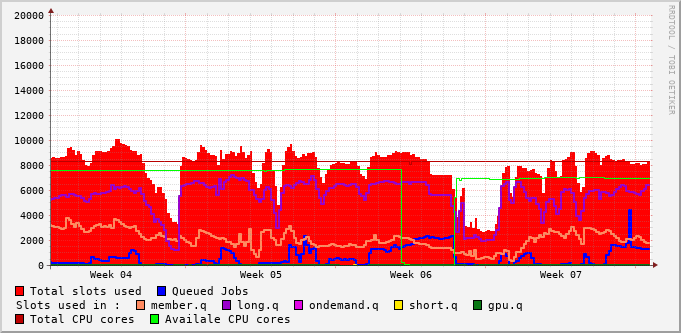 RRDTOOL / TOBI OETIKER
20000
18000
16000
14000
12000
10000
8000
6000
4000
2000
0
Week 04 Week 05 Week 06 Week 07
Total slots used Queued Jobs
Slots used in : member.q long.q ondemand.q short.q gpu.q
Total CPU cores Availale CPU cores